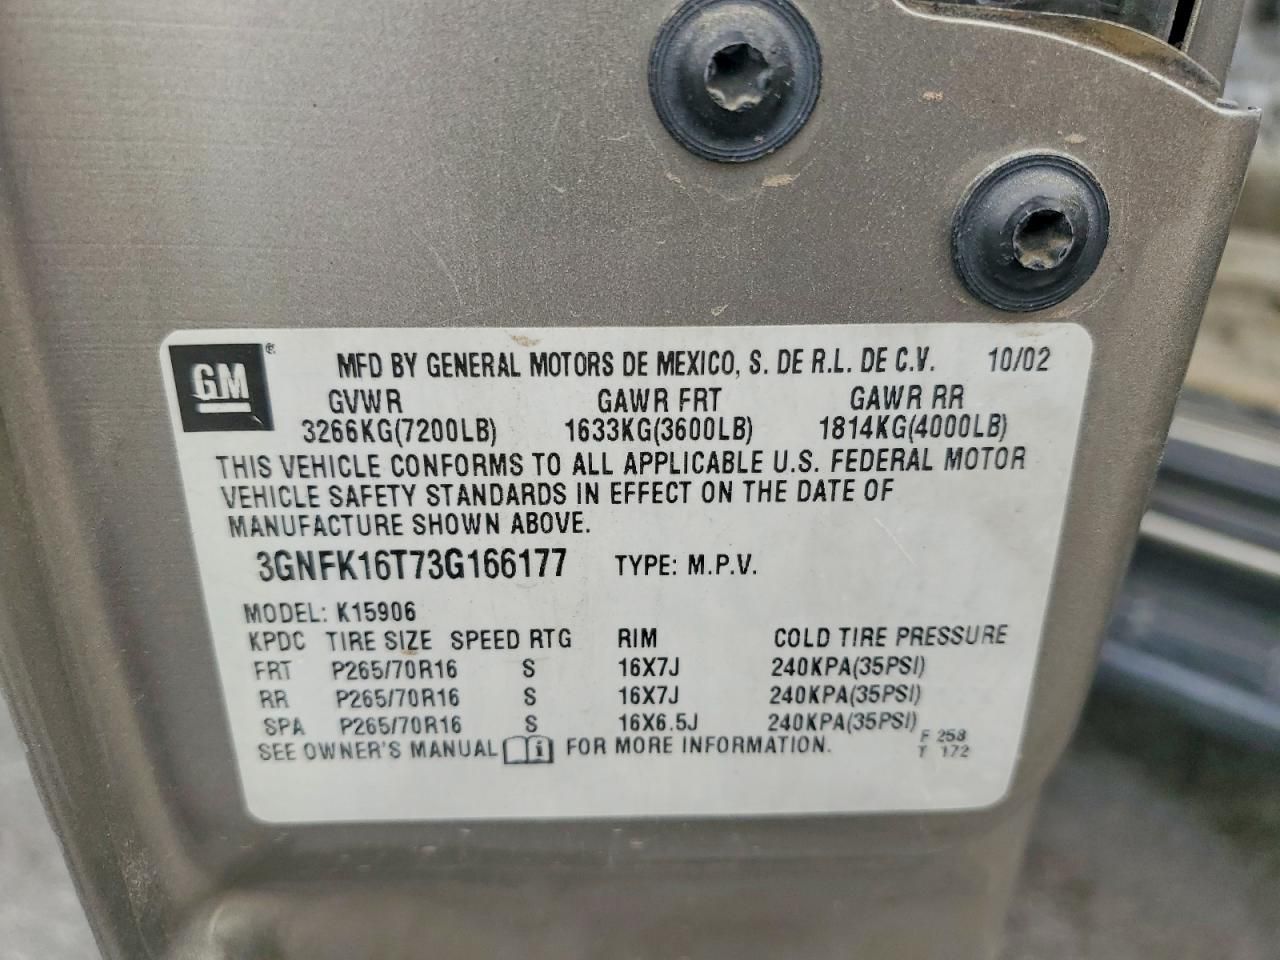 GM ®
MFD BY GENERAL MOTORS DE MEXICO, S. DE R.L. DE C.V. 10/02
GVWR GAWR FRT GAWR RR
3266KG(7200LB) 1633KG(3600LB) 1814KG(4000LB)
THIS VEHICLE CONFORMS TO ALL APPLICABLE U.S. FEDERAL MOTOR
VEHICLE SAFETY STANDARDS IN EFFECT ON THE DATE OF
MANUFACTURE SHOWN ABOVE.
3GNFK16T73G166177 TYPE: M.P.V.
MODEL: K15906
KPDC TIRE SIZE SPEED RTG RIM COLD TIRE PRESSURE
FRT P265/70R16 S 16X7J 240KPA(35PSI)
RR P265/70R16 S 16X7J 240KPA(35PSI)
SPA P265/70R16 S 16X6.5J 240KPA(35PSI)
SEE OWNER'S MANUAL i FOR MORE INFORMATION.
F 258
T 172